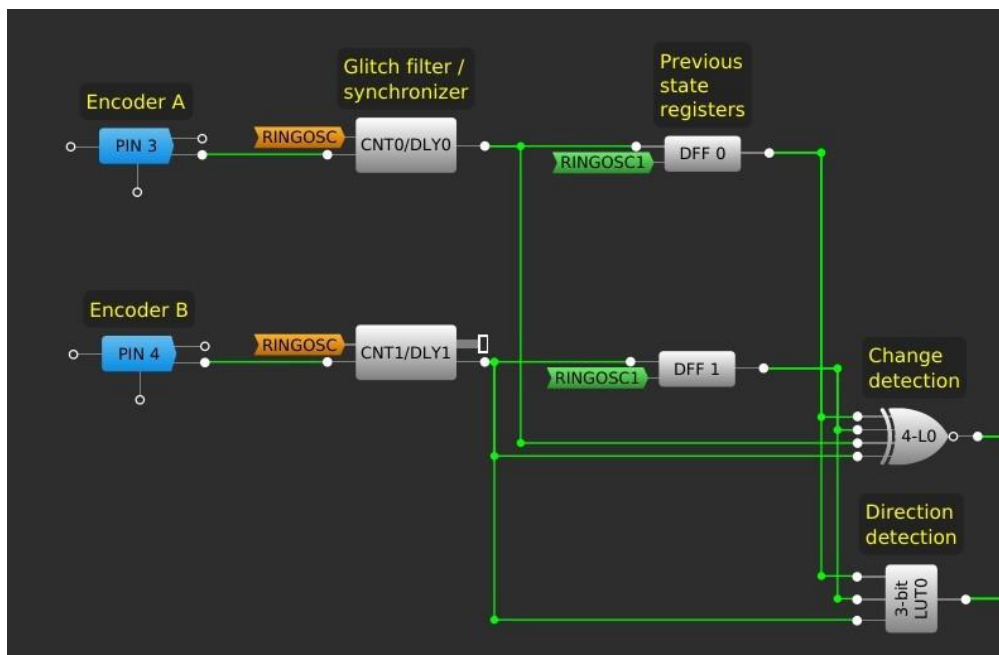 Encoder A
PIN 3
RINGOSC
Glitch filter /
synchronizer
CNT0/DLY0
Previous
state
registers
RINGOSC1
DFF 0
Encoder B
PIN 4
RINGOSC
CNT1/DLY1
RINGOSC1
DFF 1
Change
detection
4-L0
Direction
detection
3-bit
LUT0